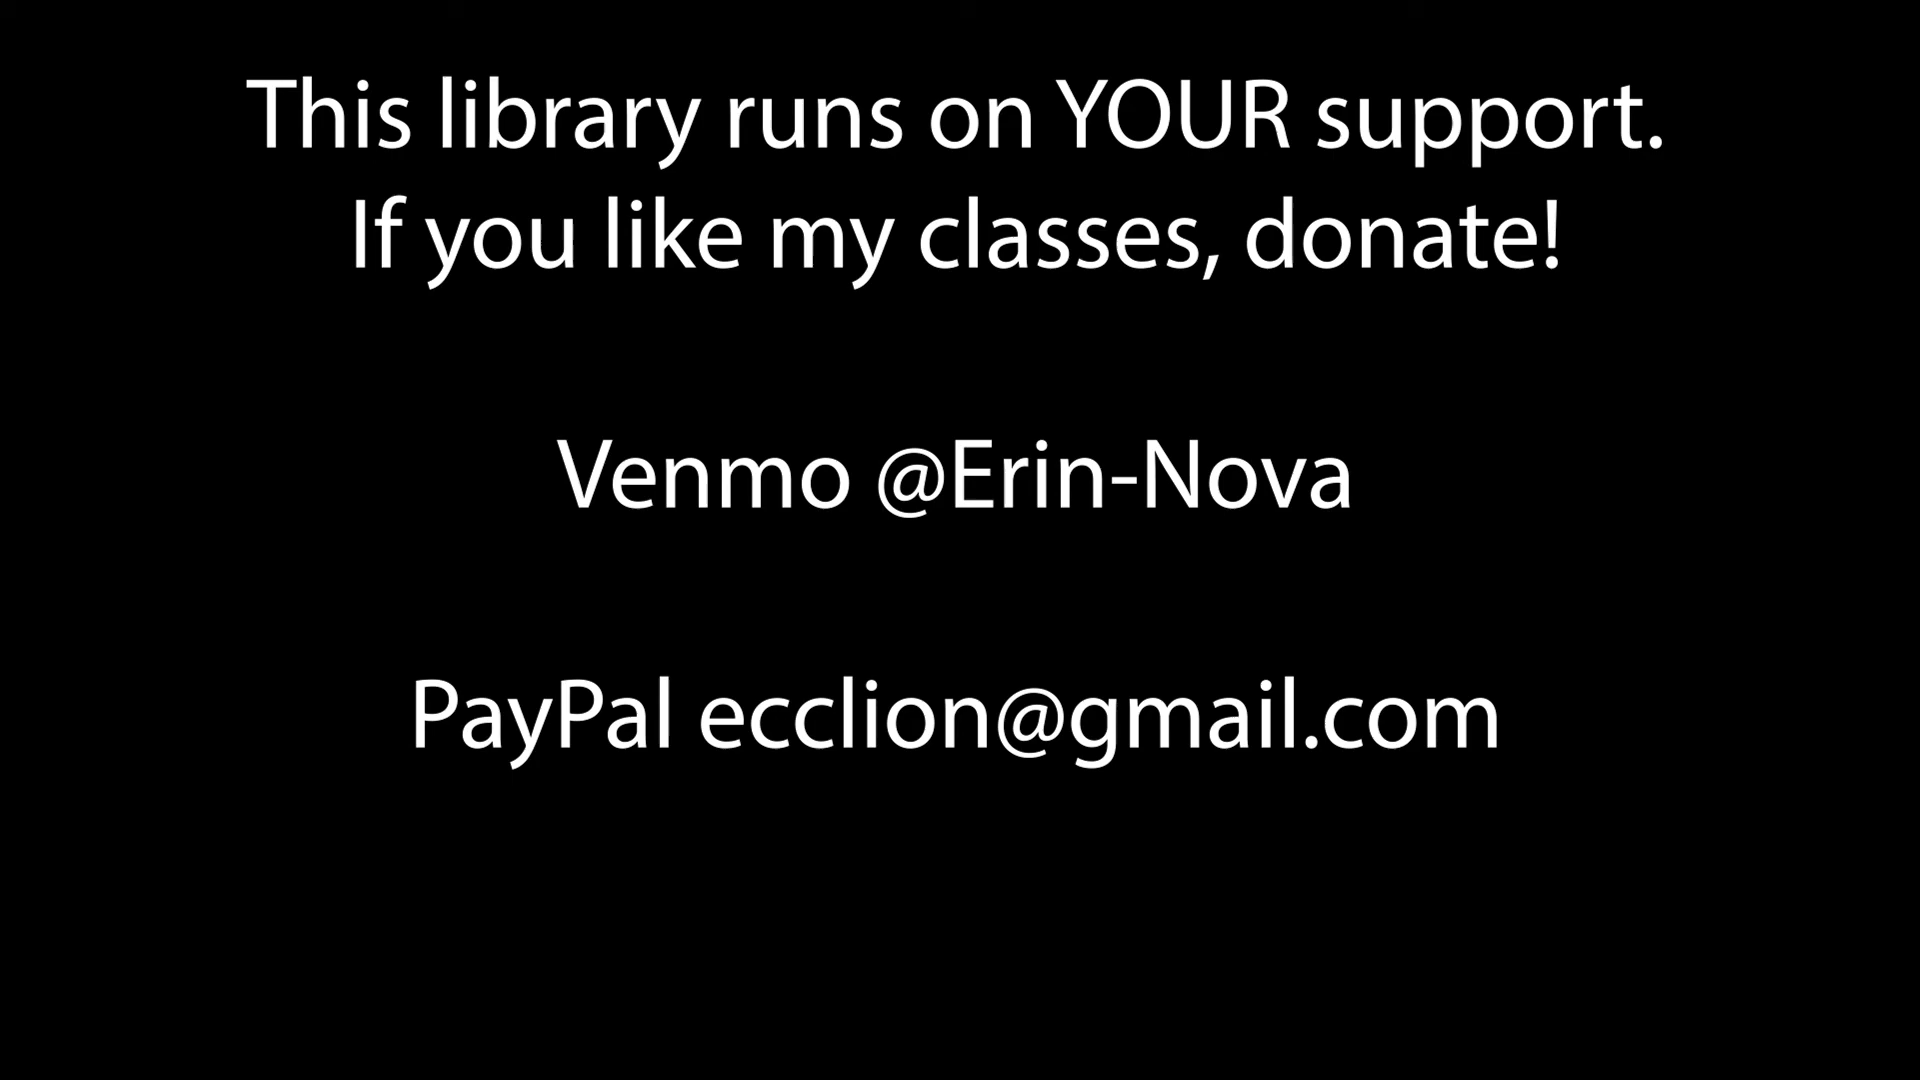 This library runs on YOUR support.
If you like my classes, donate!
Venmo @Erin-Nova
PayPal ecclion@gmail.com